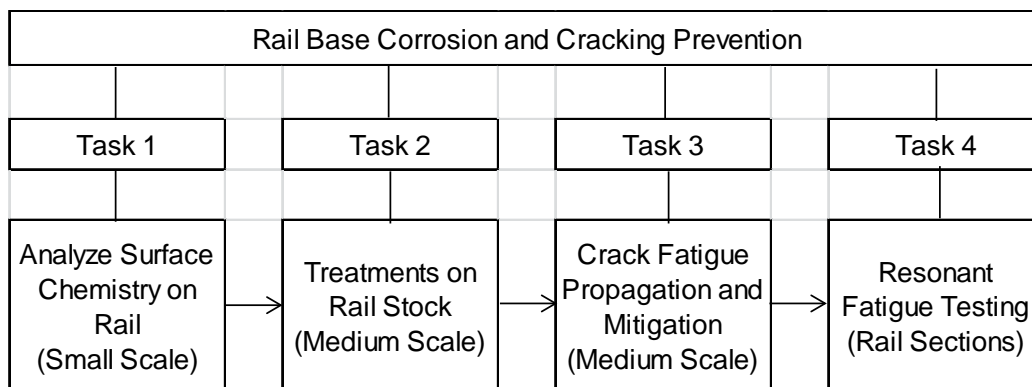 Rail Base Corrosion and Cracking Prevention
Task 1
Task 2
Task 3
Task 4
Analyze Surface
Chemistry on
Rail
(Small Scale)
Treatments on
Rail Stock
(Medium Scale)
Crack Fatigue
Propagation and
Mitigation
(Medium Scale)
Resonant
Fatigue Testing
(Rail Sections)